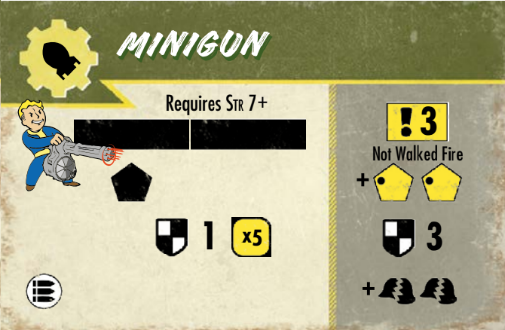 MINIGUN
Requires STR 7+
1 x5
! 3
Not Walked Fire
+
3
+